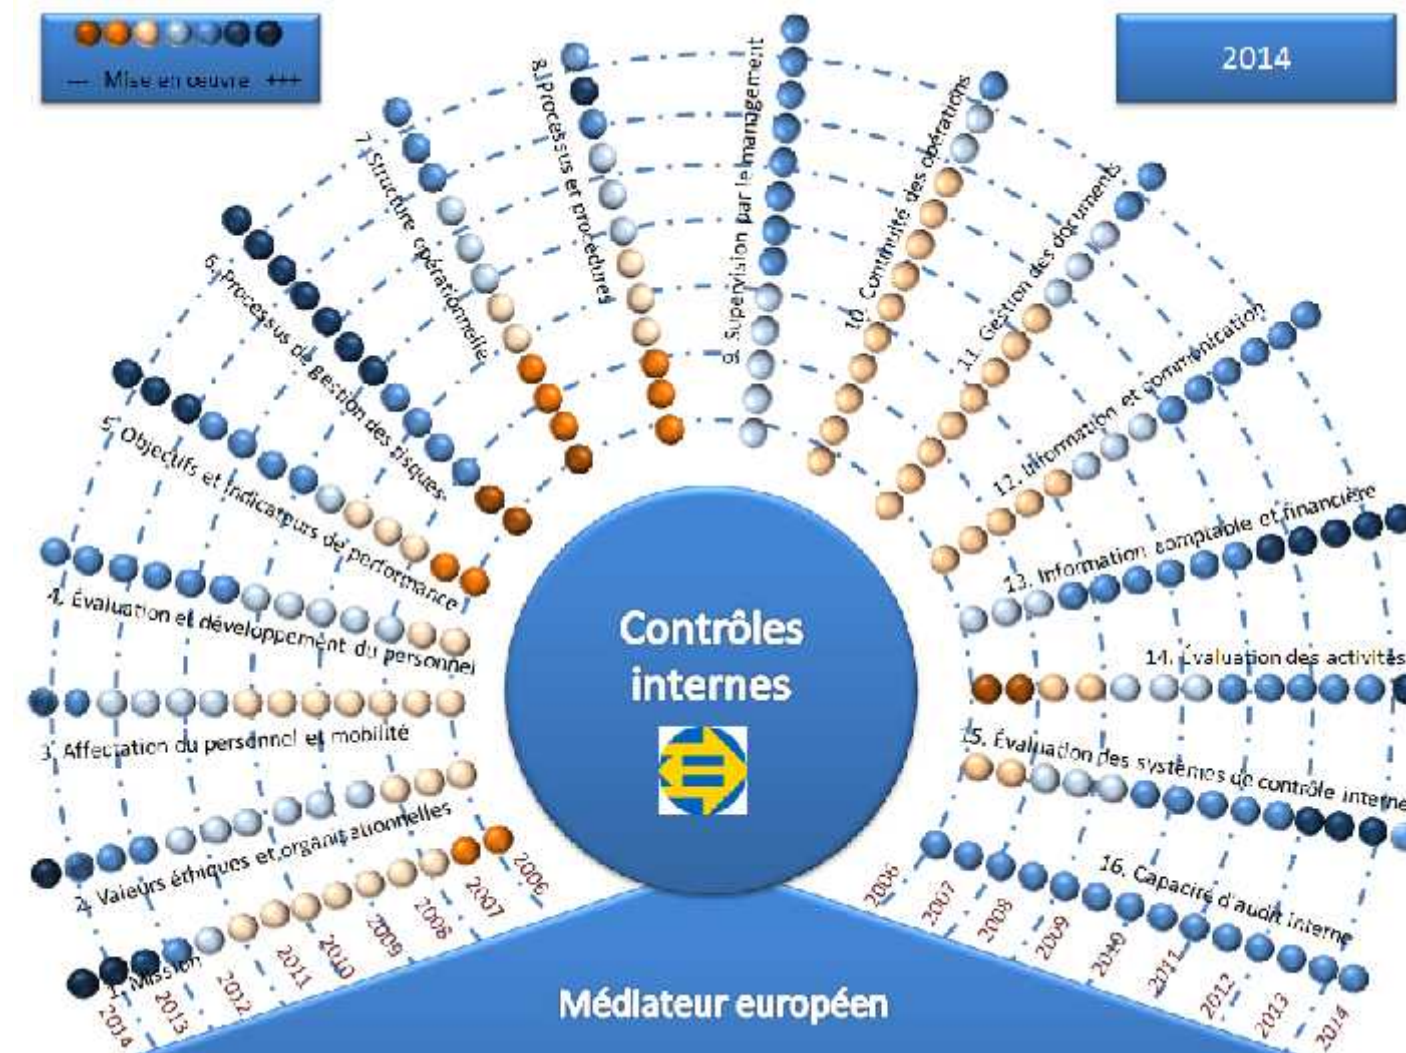 --- Mise en œuvre +++
2014
1. Mission
2. Valeurs éthiques et organisationnelles
3. Affectation du personnel et mobilité
4. Évaluation et développement du personnel
5. Objectifs et indicateurs de performance
6. Processus de gestion des risques
7. Structure opérationnelle
8. Processus et procédures
Supervision par le management
10. Continuité des opérations
11. Gestion des documents
12. Information et communication
13. Information comptable et financière
14. Évaluation des activités
15. Évaluation des systèmes de contrôle interne
16. Capacité d'audit interne
Contrôles
internes
2014
2013
2012
2011
2010
2009
2008
2007
2006
2006
2007
2008
2009
2010
2011
2012
2013
2014
Médiateur européen